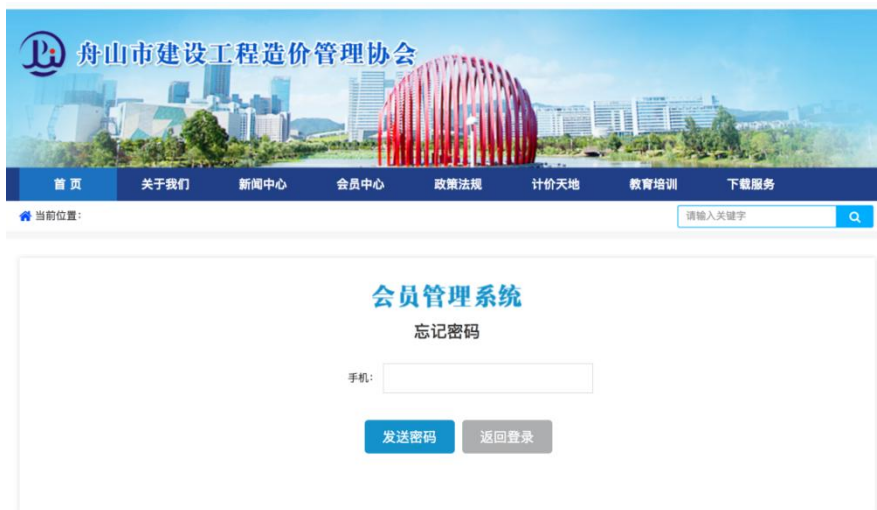 舟山市建设工程造价管理协会
首 页 关于我们 新闻中心 会员中心 政策法规 计价天地 教育培训 下载服务
当前位置: 请输入关键字
会员管理系统
忘记密码
手机:
发送密码 返回登录